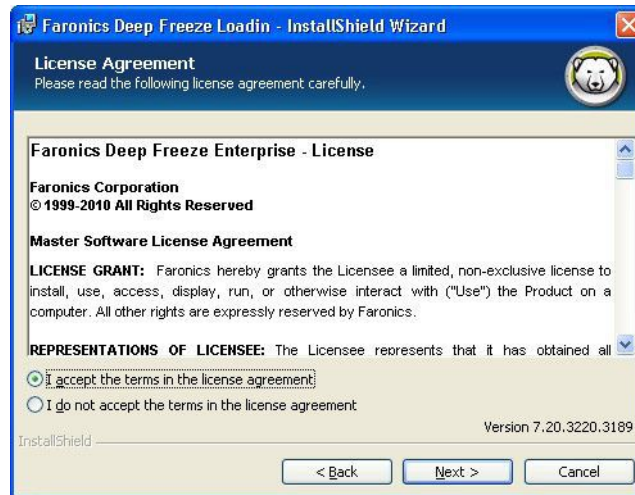 Faronics Deep Freeze Loadin - InstallShield Wizard
License Agreement
Please read the following license agreement carefully.
Faronics Deep Freeze Enterprise - License
Faronics Corporation
© 1999-2010 All Rights Reserved
Master Software License Agreement
LICENSE GRANT: Faronics hereby grants the Licensee a limited, non-exclusive license to
install, use, access, display, run, or otherwise interact with ("Use") the Product on a
computer. All other rights are expressly reserved by Faronics.
REPRESENTATIONS OF LICENSEE: The Licensee represents that it has obtained all
I accept the terms in the license agreement
I do not accept the terms in the license agreement
Version 7.20.3220.3189
InstallShield
< Back
Next >
Cancel